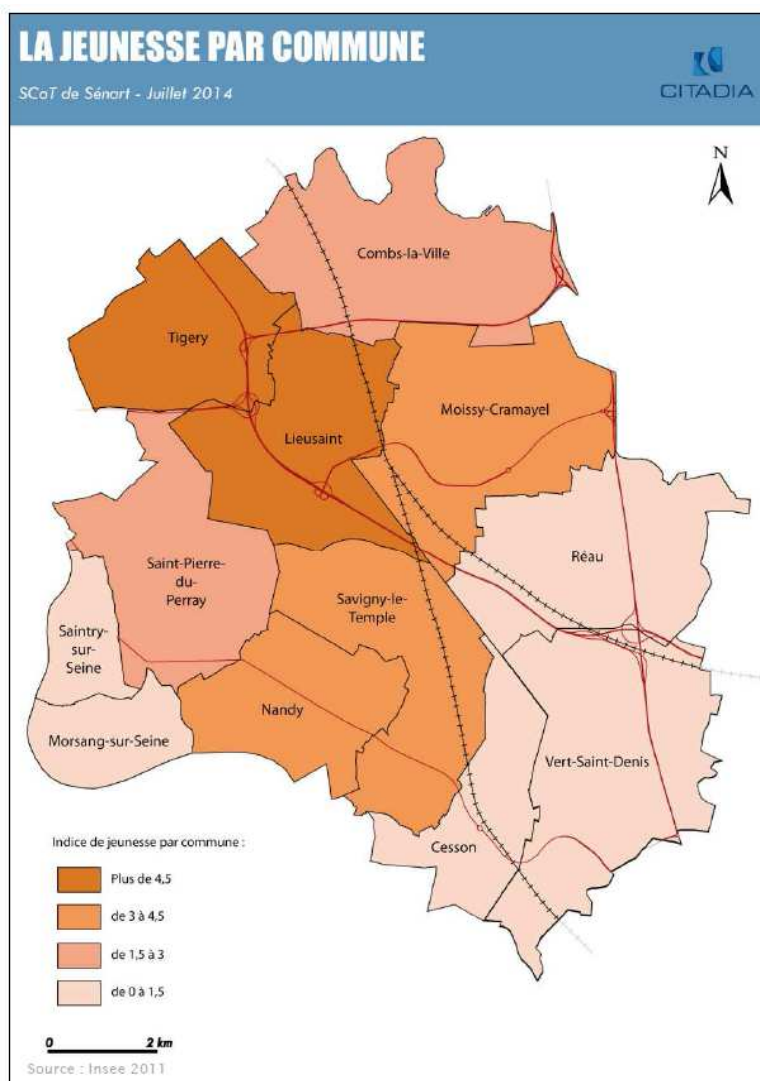 LA JEUNESSE PAR COMMUNE
SCoT de Sénart - Juillet 2014
CITADIA
N
Combs-la-Ville
Tigery
Moissy-Cramayel
Lieusaint
Réau
Saint-Pierre-
du-
Perray
Savigny-le-
Temple
Saintry-
sur-
Seine
Nandy
Morsang-sur-Seine
Vert-Saint-Denis
Cesson
Indice de jeunesse par commune :
Plus de 4,5
de 3 à 4,5
de 1,5 à 3
de 0 à 1,5
0 2 km
Source : Insee 2011